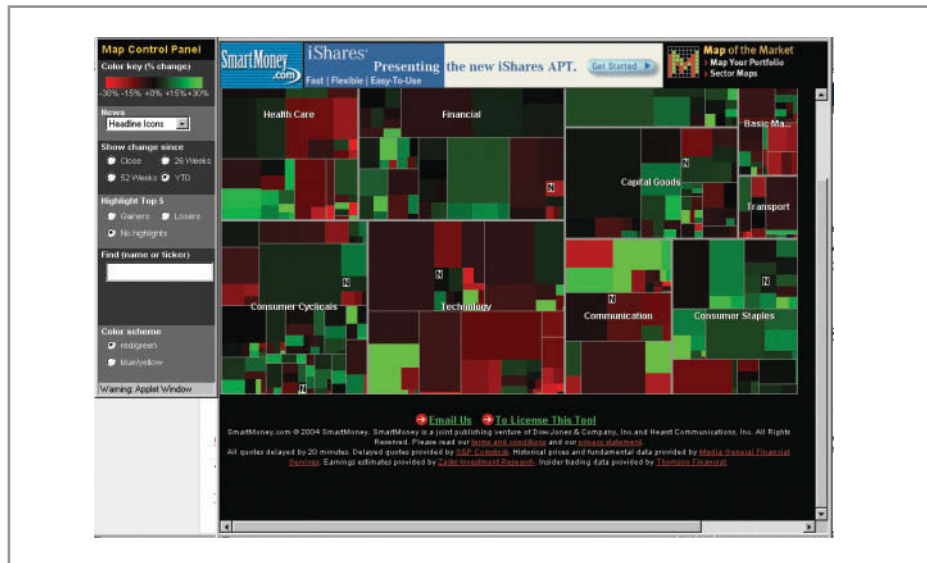 Map Control Panel
Color key (% change)
-30% -15% +0% +15%+30%
News
Headline Icons
Show change since
Close 26 Weeks
52 Weeks YTD
Highlight Top 5
Gainers Losers
No highlights
Find (name or ticker)
Color scheme
red/green
blue/yellow
Warning: Applet Window
SmartMoney
.com
iShares
Presenting the new iShares APT.
Fast | Flexible | Easy-To-Use
Get Started
Map of the Market
Map Your Portfolio
Sector Maps
Health Care
Financial
Basic Ma...
N
N
Capital Goods
Transport
N
N
N
N
Consumer Cyclicals
Technology
Communication
Consumer Staples
N
Email Us To License This Tool
SmartMoney.com © 2004 SmartMoney. SmartMoney is a joint publishing venture of Dow Jones & Company, Inc. and Hearst Communications, Inc. All Rights
Reserved. Please read our terms and conditions and our privacy statement.
All quotes delayed by 20 minutes. Delayed quotes provided by S&P Comstock. Historical prices and fundamental data provided by Media General Financial
Services. Earnings estimates provided by Zacks Investment Research. Insider trading data provided by Thomson Financial.